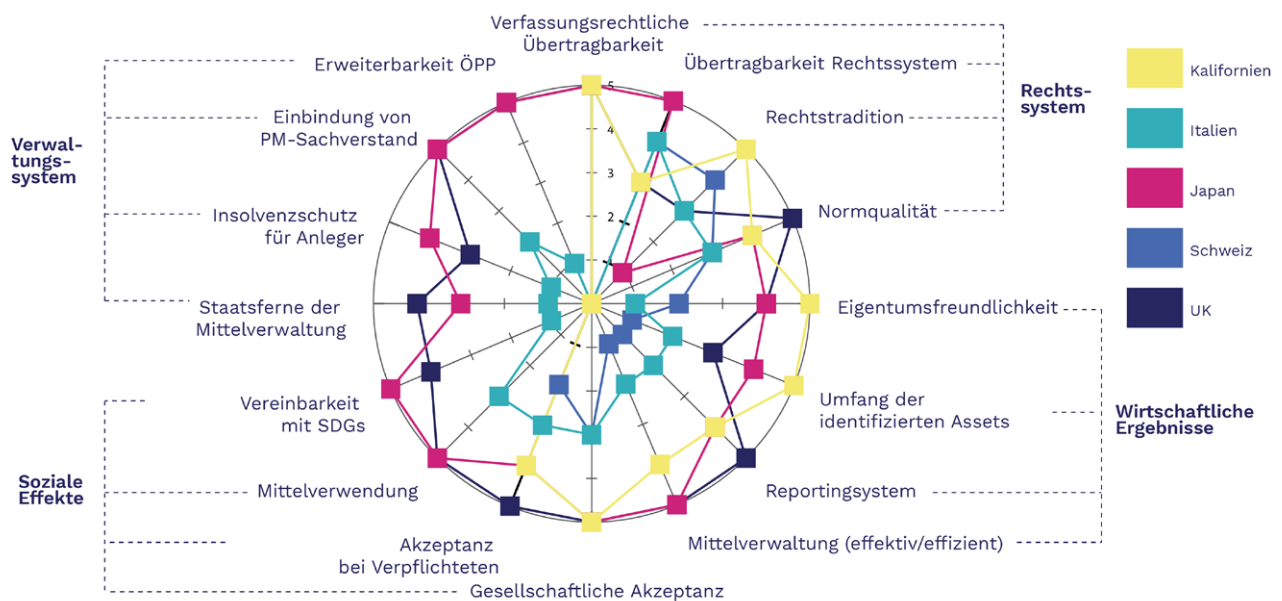 Verfassungsrechtliche
Übertragbarkeit
Erweiterbarkeit ÖPP
Übertragbarkeit Rechtssystem
Einbindung von
PM-Sachverstand
Rechtstradition
Verwal-
tungs-
system
Rechts-
system
Insolvenzschutz
für Anleger
Normqualität
Staatsferne der
Mittelverwaltung
Eigentumsfreundlichkeit
Vereinbarkeit
mit SDGs
Umfang der
identifizierten Assets
Wirtschaftliche
Ergebnisse
Soziale
Effekte
Mittelverwendung
Reportingsystem
Akzeptanz
bei Verpflichteten
Mittelverwaltung (effektiv/effizient)
Gesellschaftliche Akzeptanz
5
4
3
2
1
Kalifornien
Italien
Japan
Schweiz
UK